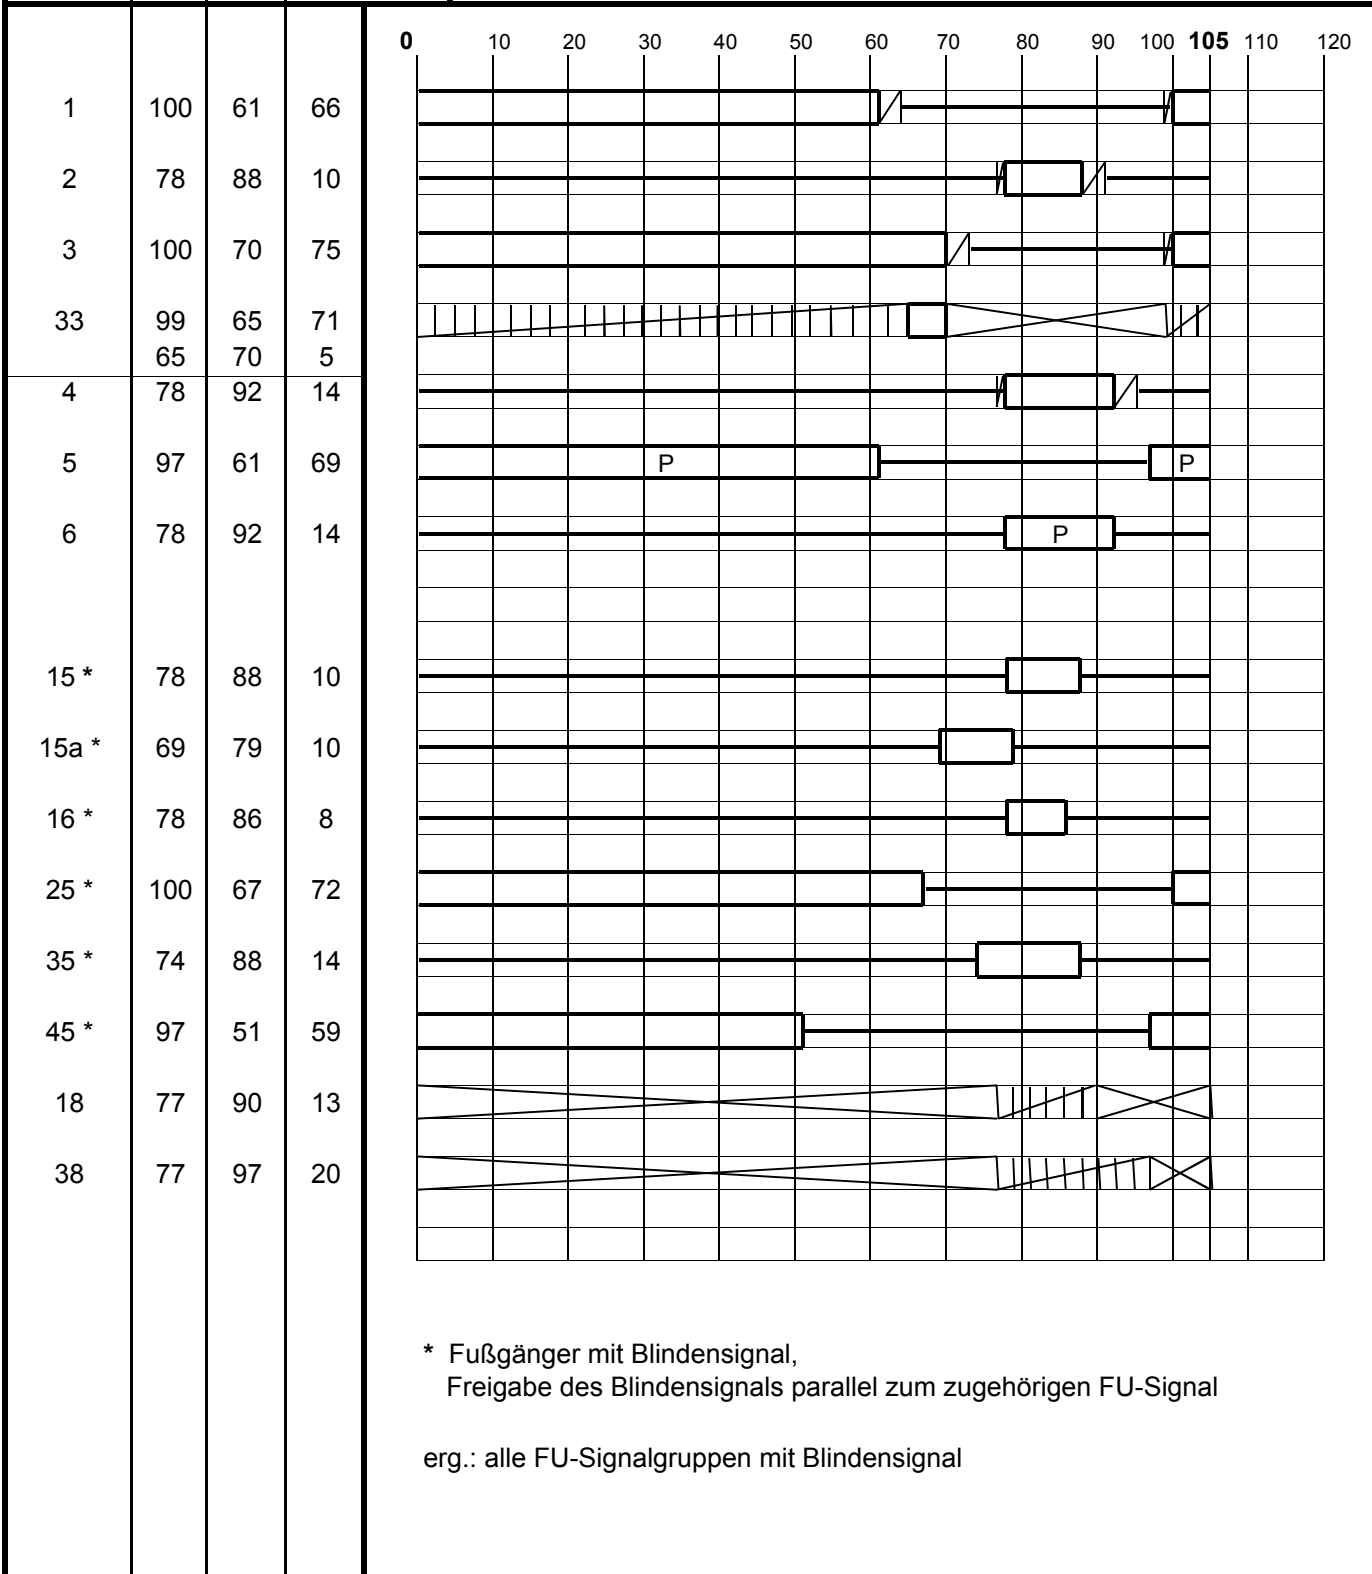 0 10 20 30 40 50 60 70 80 90 100 105 110 120
1 100 61 66
2 78 88 10
3 100 70 75
33 99 65 71
65 70 5
4 78 92 14
5 97 61 69 P P
6 78 92 14 P
15 * 78 88 10
15a * 69 79 10
16 * 78 86 8
25 * 100 67 72
35 * 74 88 14
45 * 97 51 59
18 77 90 13
38 77 97 20
* Fußgänger mit Blindensignal,
Freigabe des Blindensignals parallel zum zugehörigen FU-Signal
erg.: alle FU-Signalgruppen mit Blindensignal